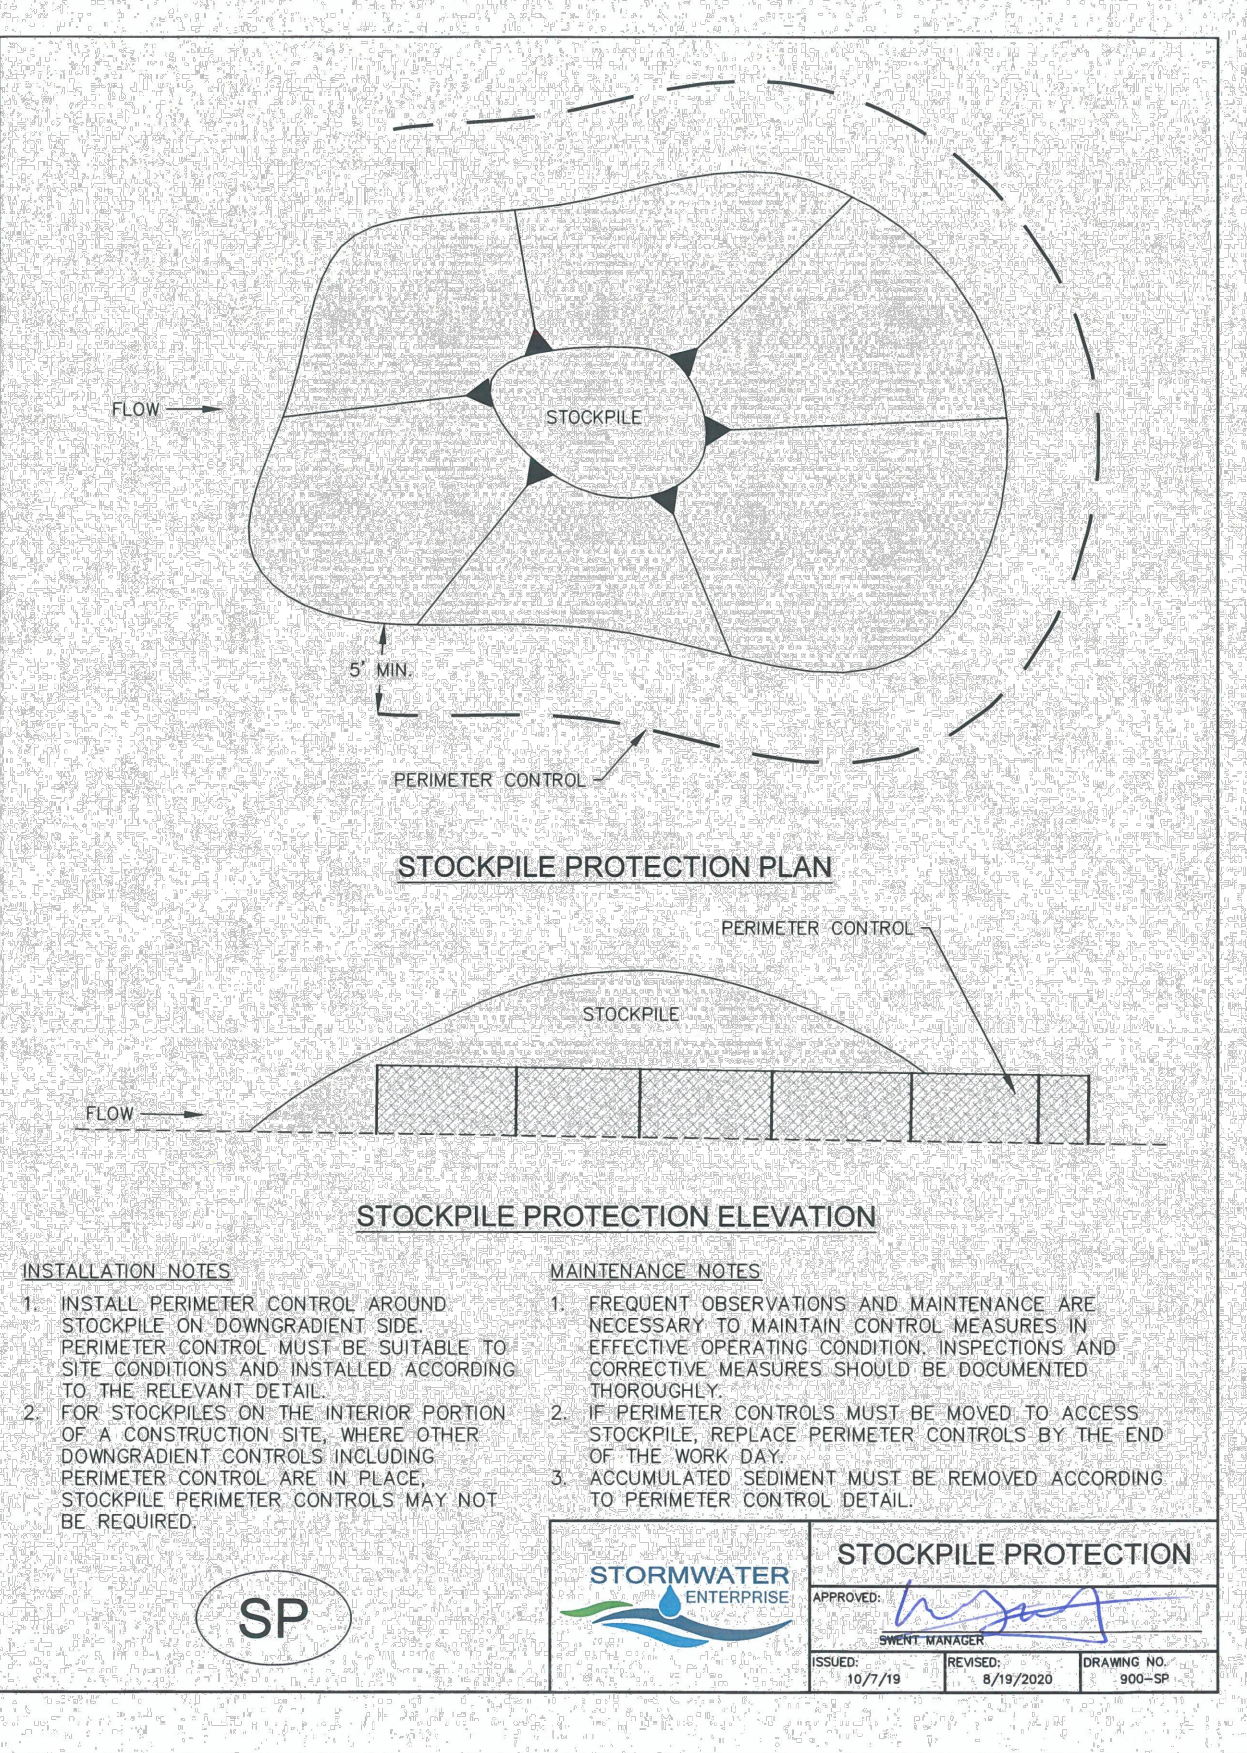 FLOW
STOCKPILE
5' MIN.
PERIMETER CONTROL
STOCKPILE PROTECTION PLAN
PERIMETER CONTROL
STOCKPILE
FLOW
STOCKPILE PROTECTION ELEVATION
INSTALLATION NOTES
1. INSTALL PERIMETER CONTROL AROUND
STOCKPILE ON DOWNGRADIENT SIDE.
PERIMETER CONTROL MUST BE SUITABLE TO
SITE CONDITIONS AND INSTALLED ACCORDING
TO THE RELEVANT DETAIL.
2. FOR STOCKPILES ON THE INTERIOR PORTION
OF A CONSTRUCTION SITE, WHERE OTHER
DOWNGRADIENT CONTROLS INCLUDING
PERIMETER CONTROL ARE IN PLACE,
STOCKPILE PERIMETER CONTROLS MAY NOT
BE REQUIRED.
MAINTENANCE NOTES
1. FREQUENT OBSERVATIONS AND MAINTENANCE ARE
NECESSARY TO MAINTAIN CONTROL MEASURES IN
EFFECTIVE OPERATING CONDITION. INSPECTIONS AND
CORRECTIVE MEASURES SHOULD BE DOCUMENTED
THOROUGHLY.
2. IF PERIMETER CONTROLS MUST BE MOVED TO ACCESS
STOCKPILE, REPLACE PERIMETER CONTROLS BY THE END
OF THE WORK DAY.
3. ACCUMULATED SEDIMENT MUST BE REMOVED ACCORDING
TO PERIMETER CONTROL DETAIL.
SP
STORMWATER
ENTERPRISE
STOCKPILE PROTECTION
APPROVED:
SWENT MANAGER
ISSUED:
10/7/19
REVISED:
8/19/2020
DRAWING NO.
900-SP